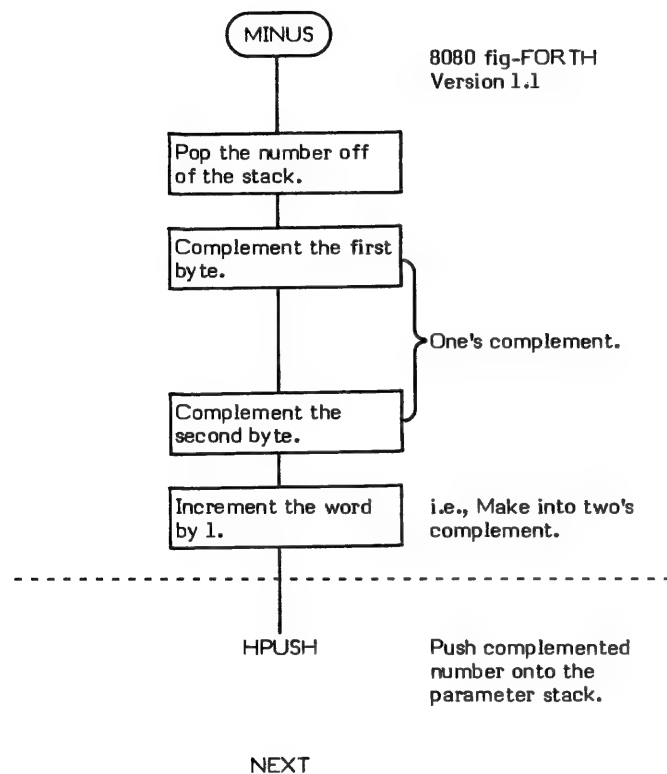 MINUS
8080 fig-FORTH
Version 1.1
Pop the number off
of the stack.
Complement the first
byte.
One's complement.
Complement the
second byte.
Increment the word
by 1.
i.e., Make into two's
complement.
HPUSH
Push complemented
number onto the
parameter stack.
NEXT